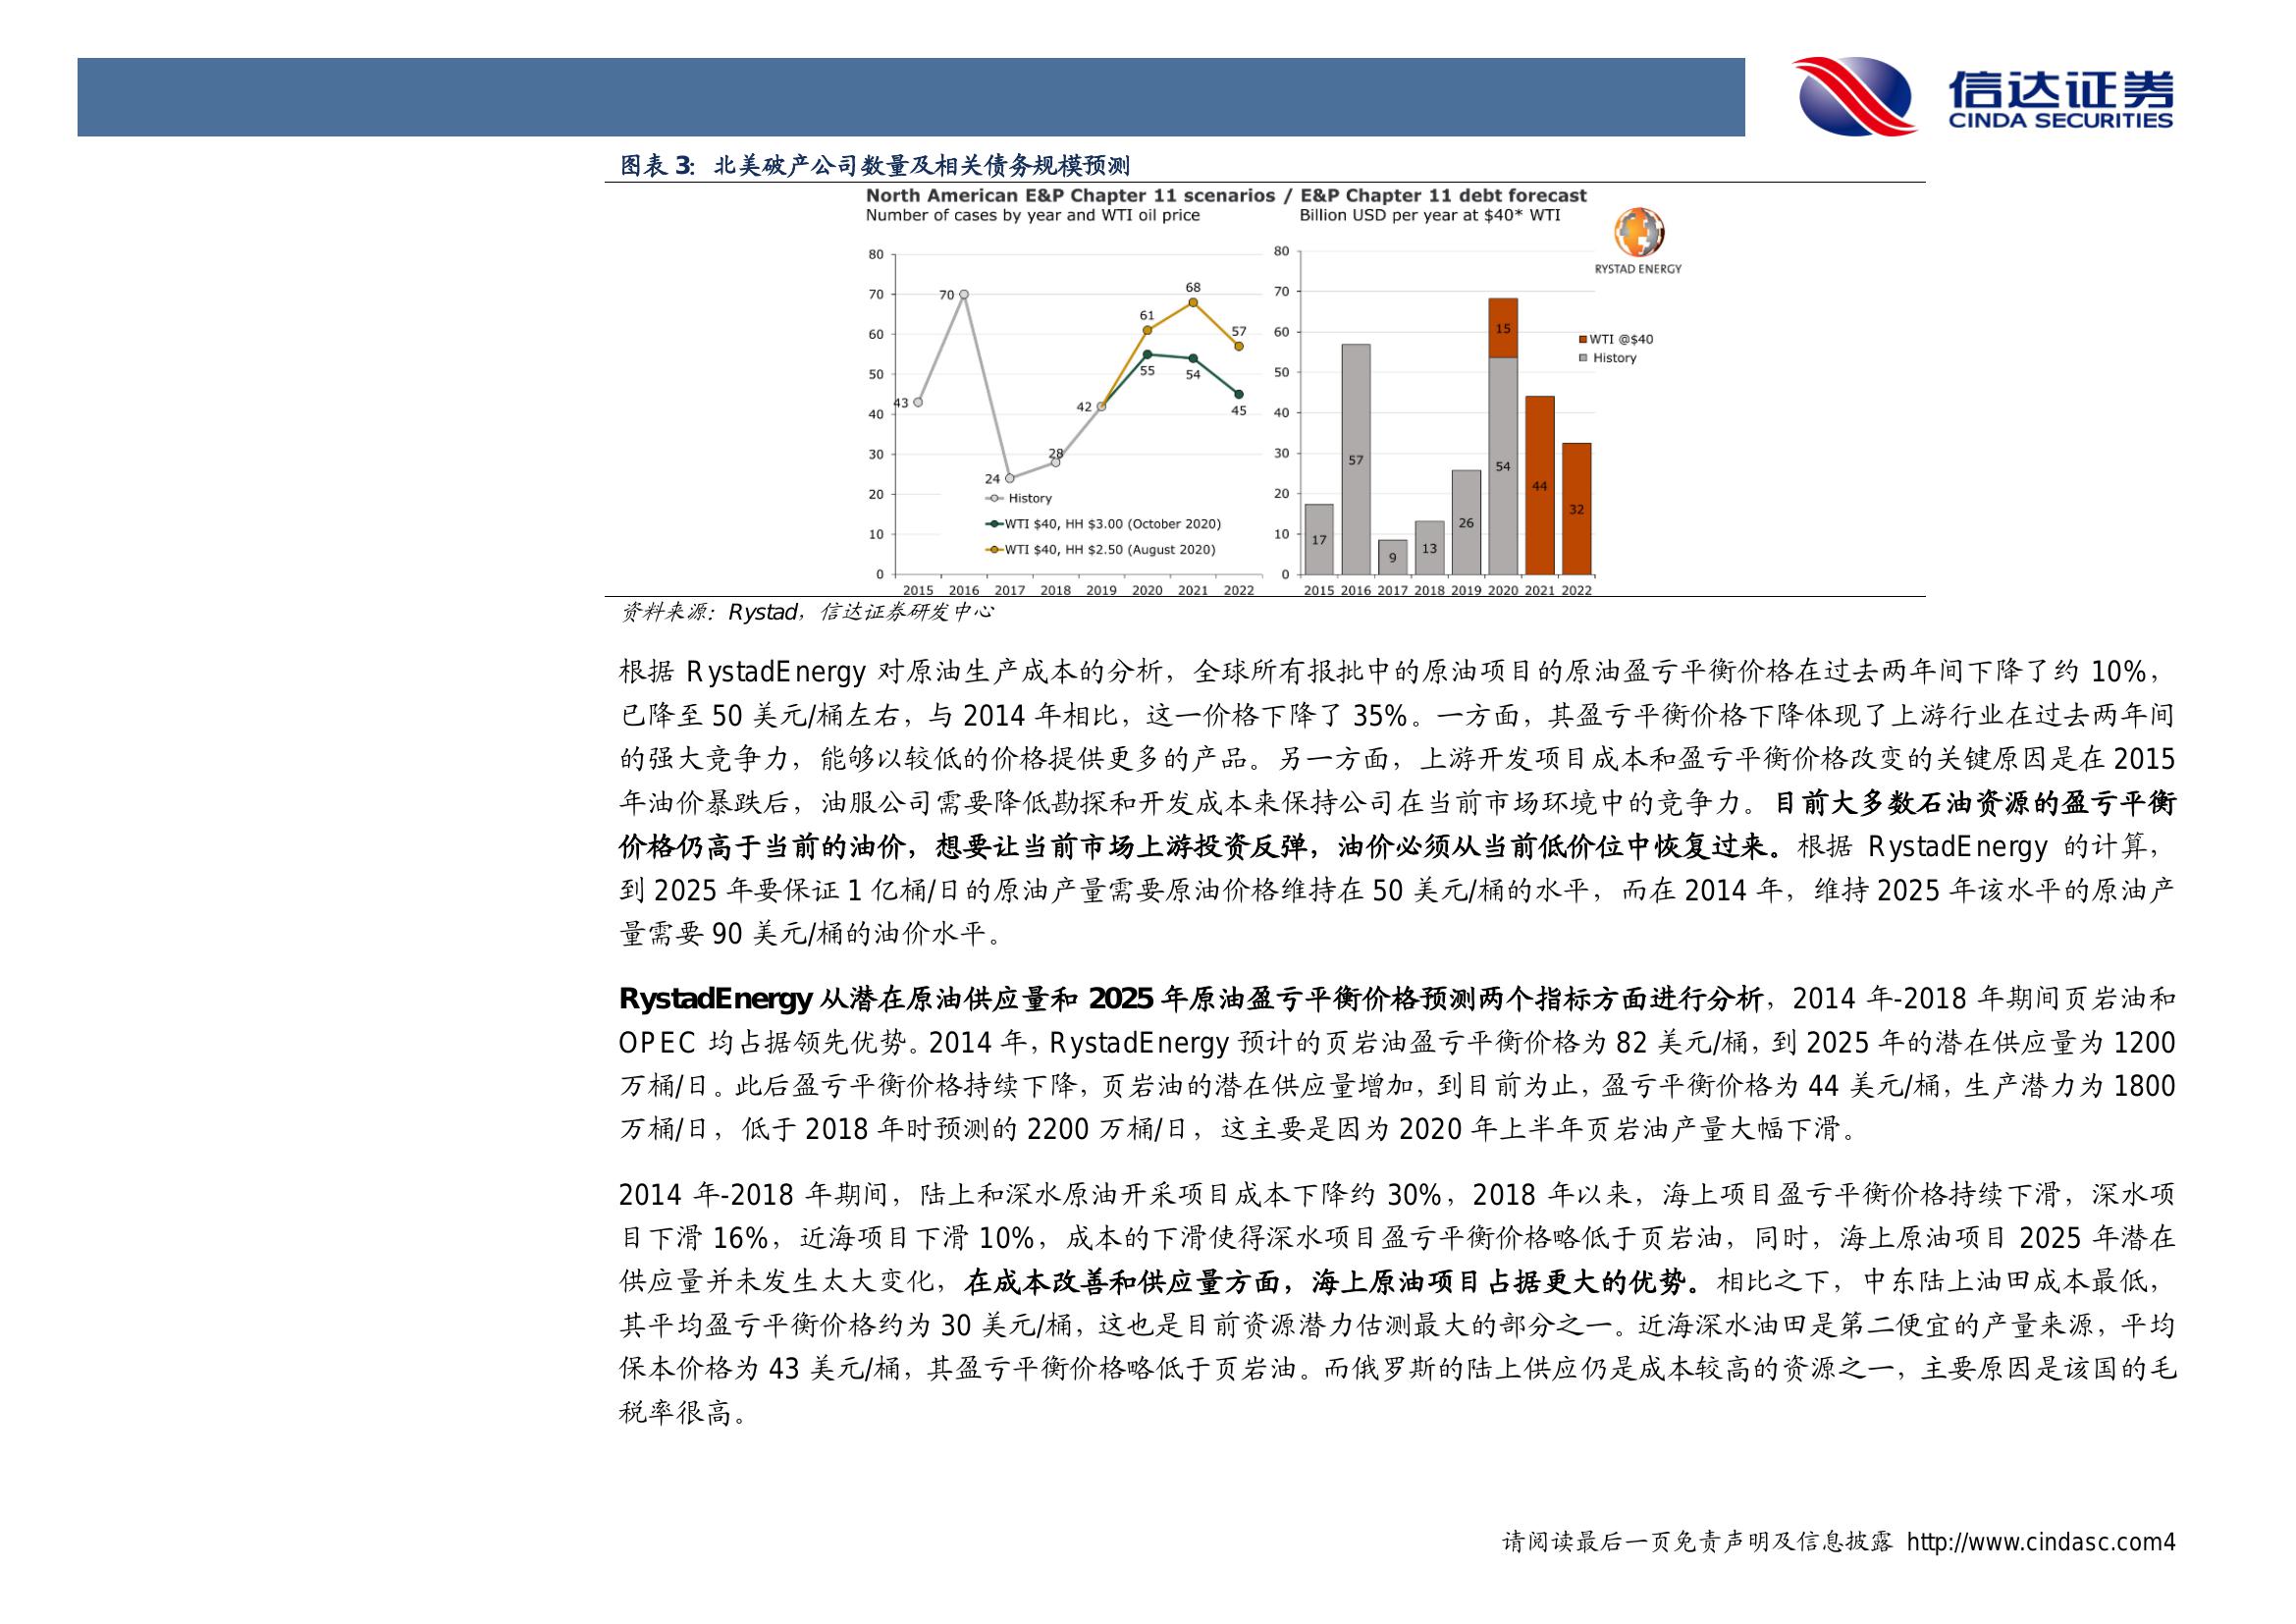 信达证券
CINDA SECURITIES
图表 3：北美破产公司数量及相关债务规模预测
North American E&P Chapter 11 scenarios / E&P Chapter 11 debt forecast
Number of cases by year and WTI oil price
Billion USD per year at $40* WTI
RYSTAD ENERGY
80
70
60
50
40
30
20
10
0
43
70
24
28
42
61
68
57
55
54
45
History
WTI $40, HH $3.00 (October 2020)
WTI $40, HH $2.50 (August 2020)
2015 2016 2017 2018 2019 2020 2021 2022
80
70
60
50
40
30
20
10
0
17
57
9
13
26
15
54
44
32
WTI @$40
History
2015 2016 2017 2018 2019 2020 2021 2022
资料来源：Rystad，信达证券研发中心
根据 RystadEnergy 对原油生产成本的分析，全球所有报批中的原油项目的原油盈亏平衡价格在过去两年间下降了约 10%，
已降至 50 美元/桶左右，与 2014 年相比，这一价格下降了 35%。一方面，其盈亏平衡价格下降体现了上游行业在过去两年间
的强大竞争力，能够以较低的价格提供更多的产品。另一方面，上游开发项目成本和盈亏平衡价格改变的关键原因是在 2015
年油价暴跌后，油服公司需要降低勘探和开发成本来保持公司在当前市场环境中的竞争力。目前大多数石油资源的盈亏平衡
价格仍高于当前的油价，想要让当前市场上游投资反弹，油价必须从当前低价位中恢复过来。根据 RystadEnergy 的计算，
到 2025 年要保证 1 亿桶/日的原油产量需要原油价格维持在 50 美元/桶的水平，而在 2014 年，维持 2025 年该水平的原油产
量需要 90 美元/桶的油价水平。
RystadEnergy 从潜在原油供应量和 2025 年原油盈亏平衡价格预测两个指标方面进行分析，2014 年-2018 年期间页岩油和
OPEC 均占据领先优势。2014 年，RystadEnergy 预计的页岩油盈亏平衡价格为 82 美元/桶，到 2025 年的潜在供应量为 1200
万桶/日。此后盈亏平衡价格持续下降，页岩油的潜在供应量增加，到目前为止，盈亏平衡价格为 44 美元/桶，生产潜力为 1800
万桶/日，低于 2018 年时预测的 2200 万桶/日，这主要是因为 2020 年上半年页岩油产量大幅下滑。
2014 年-2018 年期间，陆上和深水原油开采项目成本下降约 30%，2018 年以来，海上项目盈亏平衡价格持续下滑，深水项
目下滑 16%，近海项目下滑 10%，成本的下滑使得深水项目盈亏平衡价格略低于页岩油，同时，海上原油项目 2025 年潜在
供应量并未发生太大变化，在成本改善和供应量方面，海上原油项目占据更大的优势。相比之下，中东陆上油田成本最低，
其平均盈亏平衡价格约为 30 美元/桶，这也是目前资源潜力估测最大的部分之一。近海深水油田是第二便宜的产量来源，平均
保本价格为 43 美元/桶，其盈亏平衡价格略低于页岩油。而俄罗斯的陆上供应仍是成本较高的资源之一，主要原因是该国的毛
税率很高。
请阅读最后一页免责声明及信息披露 http://www.cindasc.com4